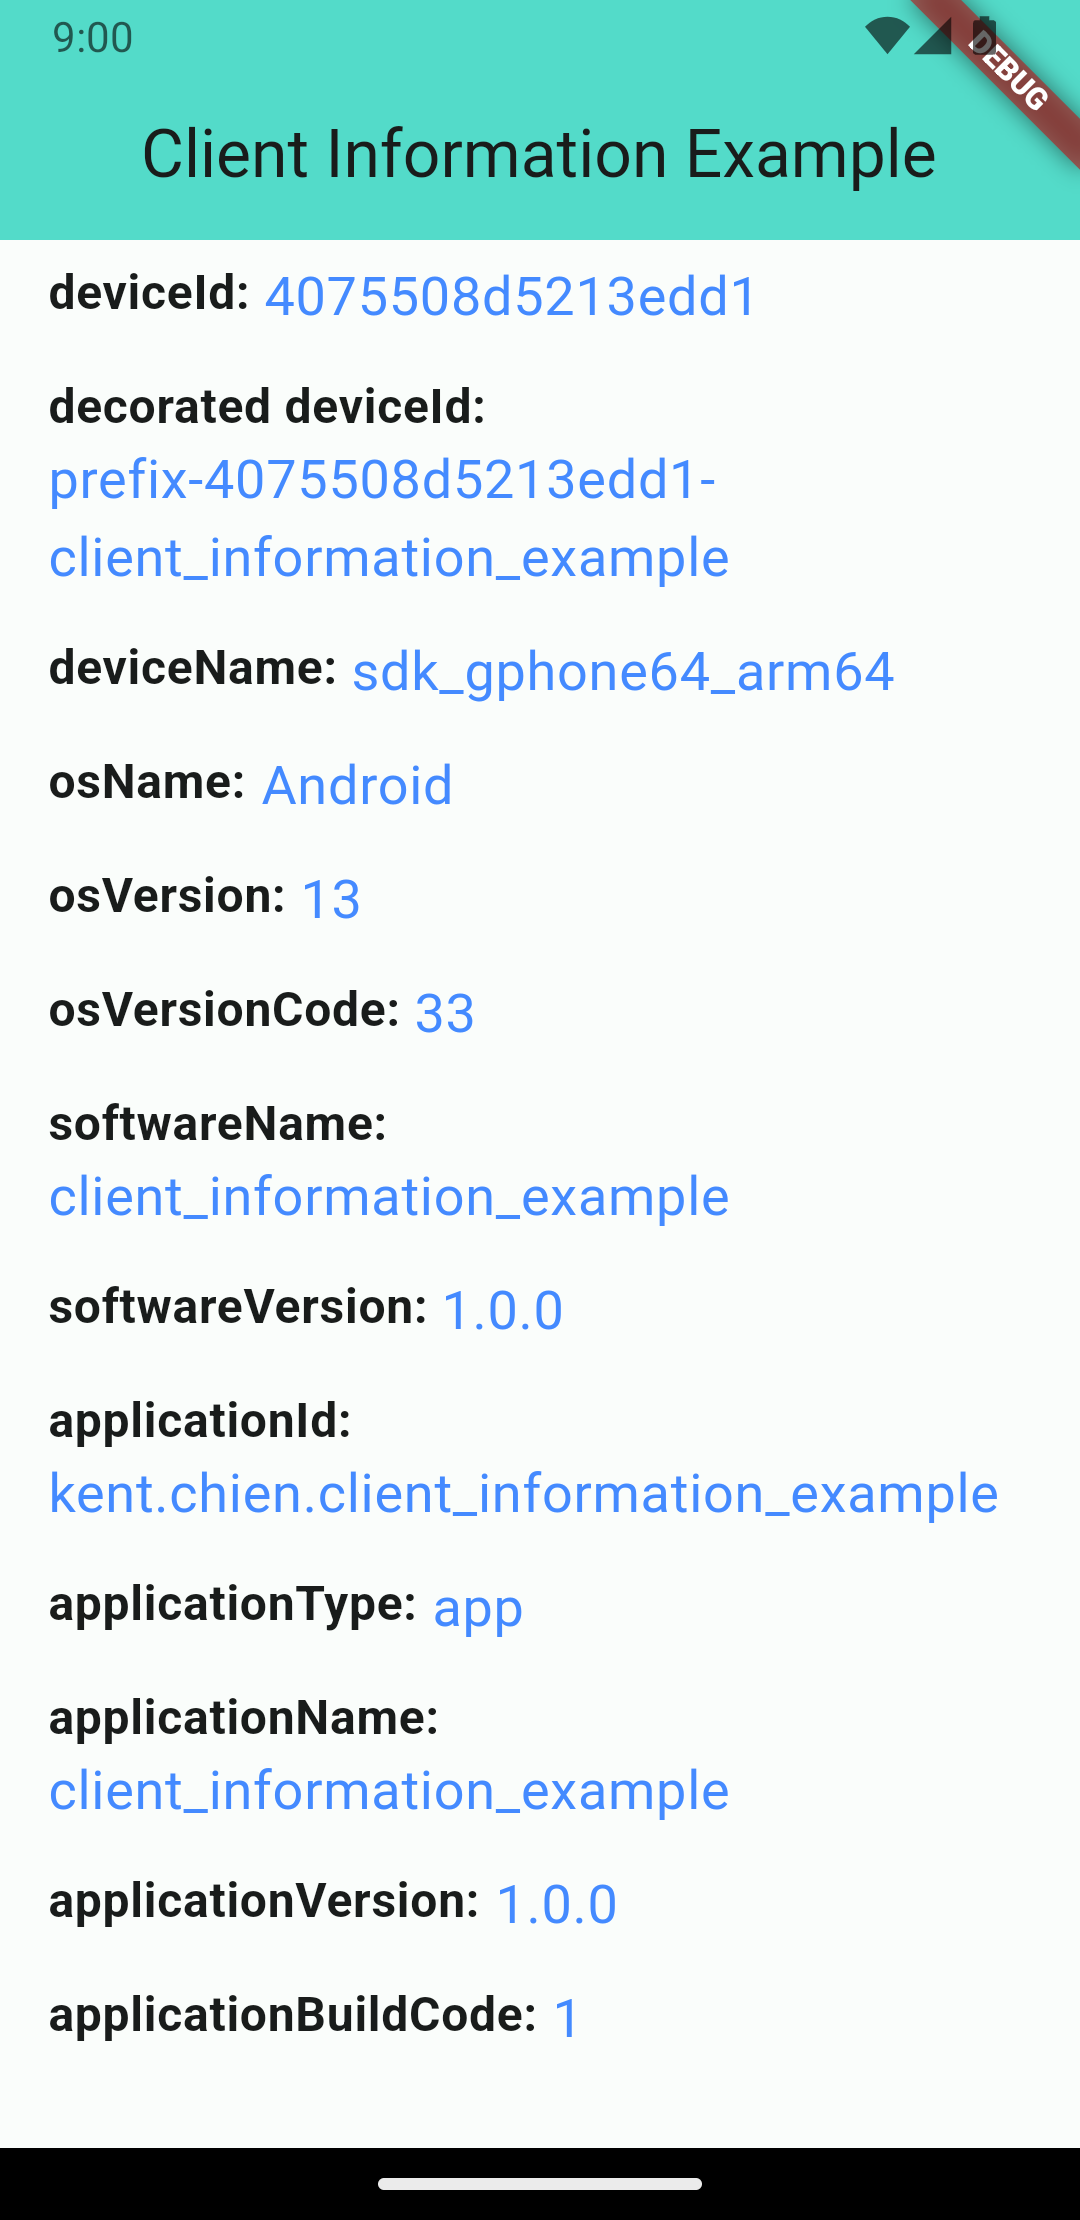 9:00
DEBUG
Client Information Example
deviceId: 4075508d5213edd1
decorated deviceId:
prefix-4075508d5213edd1-
client_information_example
deviceName: sdk_gphone64_arm64
osName: Android
osVersion: 13
osVersionCode: 33
softwareName:
client_information_example
softwareVersion: 1.0.0
applicationId:
kent.chien.client_information_example
applicationType: app
applicationName:
client_information_example
applicationVersion: 1.0.0
applicationBuildCode: 1